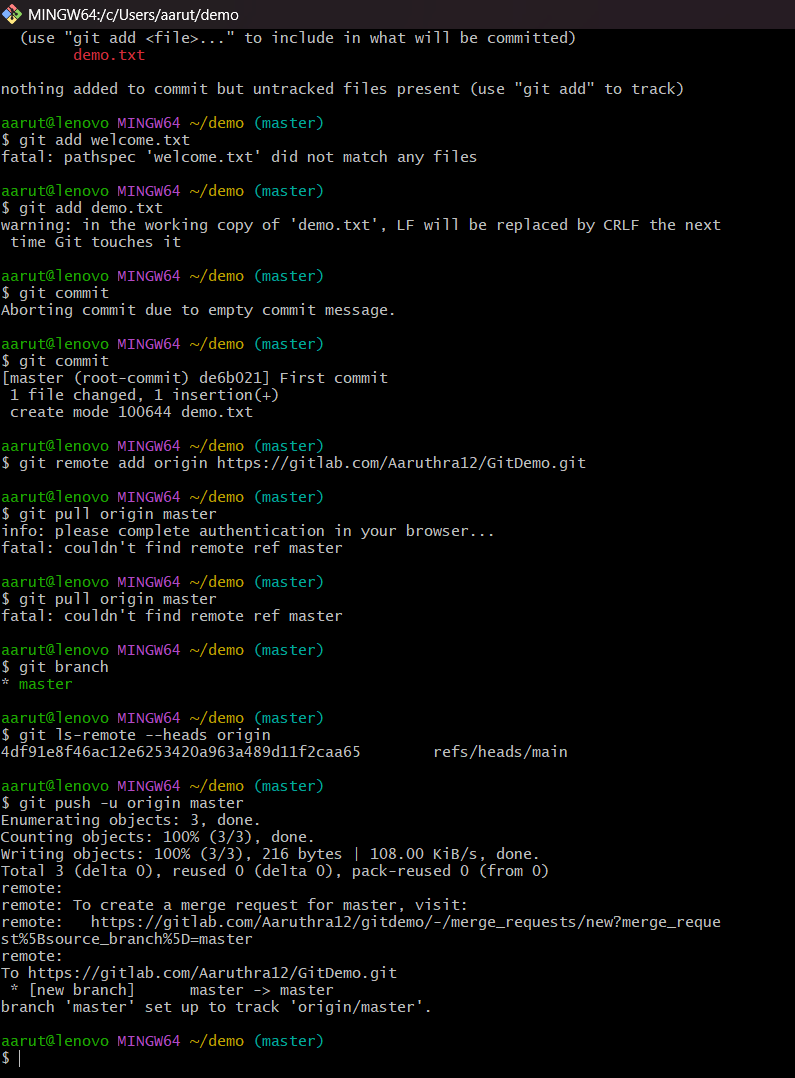 MINGW64:/c/Users/aarut/demo
(use "git add <file>..." to include in what will be committed)
demo.txt
nothing added to commit but untracked files present (use "git add" to track)
aarut@lenovo MINGW64 ~/demo (master)
$ git add welcome.txt
fatal: pathspec 'welcome.txt' did not match any files
aarut@lenovo MINGW64 ~/demo (master)
$ git add demo.txt
warning: in the working copy of 'demo.txt', LF will be replaced by CRLF the next
time Git touches it
aarut@lenovo MINGW64 ~/demo (master)
$ git commit
Aborting commit due to empty commit message.
aarut@lenovo MINGW64 ~/demo (master)
$ git commit
[master (root-commit) de6b021] First commit
1 file changed, 1 insertion(+)
create mode 100644 demo.txt
aarut@lenovo MINGW64 ~/demo (master)
$ git remote add origin https://gitlab.com/Aaruthra12/GitDemo.git
aarut@lenovo MINGW64 ~/demo (master)
$ git pull origin master
info: please complete authentication in your browser...
fatal: couldn't find remote ref master
aarut@lenovo MINGW64 ~/demo (master)
$ git pull origin master
fatal: couldn't find remote ref master
aarut@lenovo MINGW64 ~/demo (master)
$ git branch
* master
aarut@lenovo MINGW64 ~/demo (master)
$ git ls-remote --heads origin
4df91e8f46ac12e6253420a963a489d11f2caa65 refs/heads/main
aarut@lenovo MINGW64 ~/demo (master)
$ git push -u origin master
Enumerating objects: 3, done.
Counting objects: 100% (3/3), done.
Writing objects: 100% (3/3), 216 bytes | 108.00 KiB/s, done.
Total 3 (delta 0), reused 0 (delta 0), pack-reused 0 (from 0)
remote:
remote: To create a merge request for master, visit:
remote:   https://gitlab.com/Aaruthra12/gitdemo/-/merge_requests/new?merge_reque
st%5Bsource_branch%5D=master
remote:
To https://gitlab.com/Aaruthra12/GitDemo.git
* [new branch]      master -> master
branch 'master' set up to track 'origin/master'.
aarut@lenovo MINGW64 ~/demo (master)
$